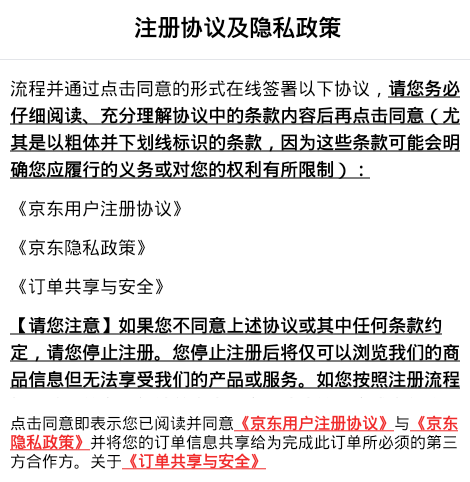 注册协议及隐私政策
流程并通过点击同意的形式在线签署以下协议，请您务必
仔细阅读、充分理解协议中的条款内容后再点击同意（尤
其是以粗体并下划线标识的条款，因为这些条款可能会明
确您应履行的义务或对您的权利有所限制）：
《京东用户注册协议》
《京东隐私政策》
《订单共享与安全》
【请您注意】如果您不同意上述协议或其中任何条款约
定，请您停止注册。您停止注册后将仅可以浏览我们的商
品信息但无法享受我们的产品或服务。如您按照注册流程
点击同意即表示您已阅读并同意《京东用户注册协议》与《京东
隐私政策》并将您的订单信息共享给为完成此订单所必须的第三
方合作方。关于《订单共享与安全》